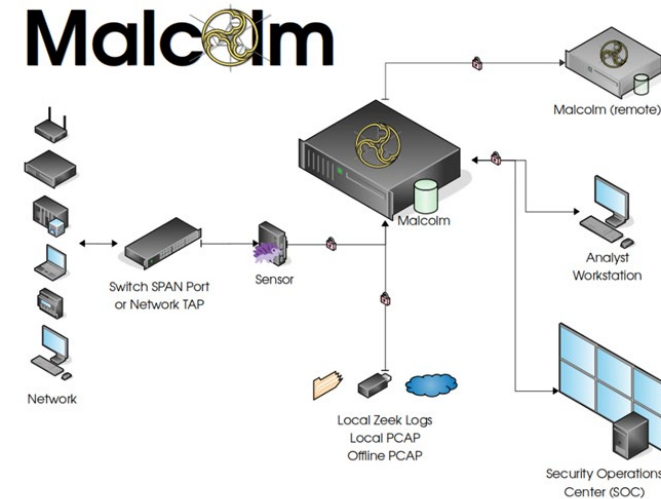 Malcolm
Malcolm (remote)
Malcolm
Analyst
Workstation
Switch SPAN Port
or Network TAP
Sensor
Network
Local Zeek Logs
Local PCAP
Offline PCAP
Security Operations
Center (SOC)